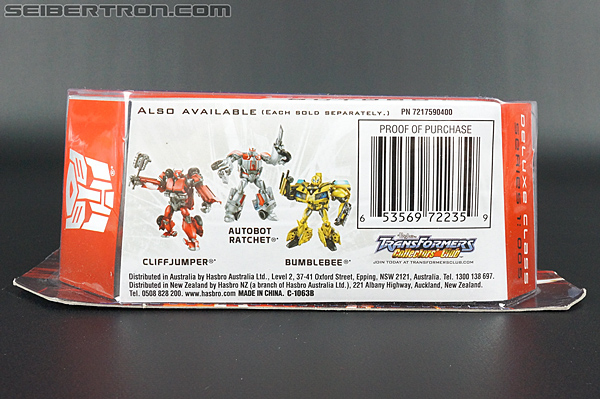 SEIBERTRON.COM
ALSO AVAILABLE (EACH SOLD SEPARATELY.) PN 7217590400
PROOF OF PURCHASE
6 53569 72235 9
CLIFFJUMPER®*
AUTOBOT
RATCHET®*
BUMBLEBEE®*
TRANSFORMERS
Collectors' Club
JOIN TODAY AT TRANSFORMERSCLUB.COM
Distributed in Australia by Hasbro Australia Ltd., Level 2, 37-41 Oxford Street, Epping, NSW 2121, Australia. Tel. 1300 138 697.
Distributed in New Zealand by Hasbro NZ (a branch of Hasbro Australia Ltd.), 221 Albany Highway, Auckland, New Zealand.
Tel. 0508 828 200. www.hasbro.com MADE IN CHINA. C-1063B
DELUXE CLASS
SERIES 1